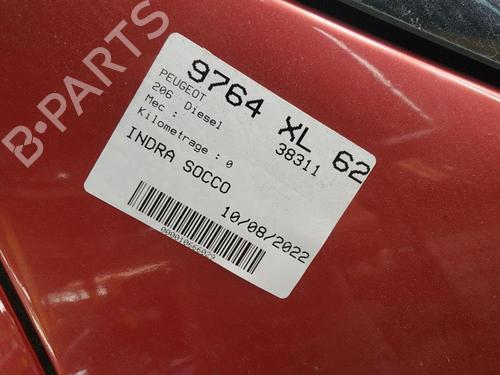 B-PARTS
9764 XL 62
PEUGEOT
38311
206 Diesel
Mec :
Kilometrage : 0
INDRA SOCCO
10/08/2022